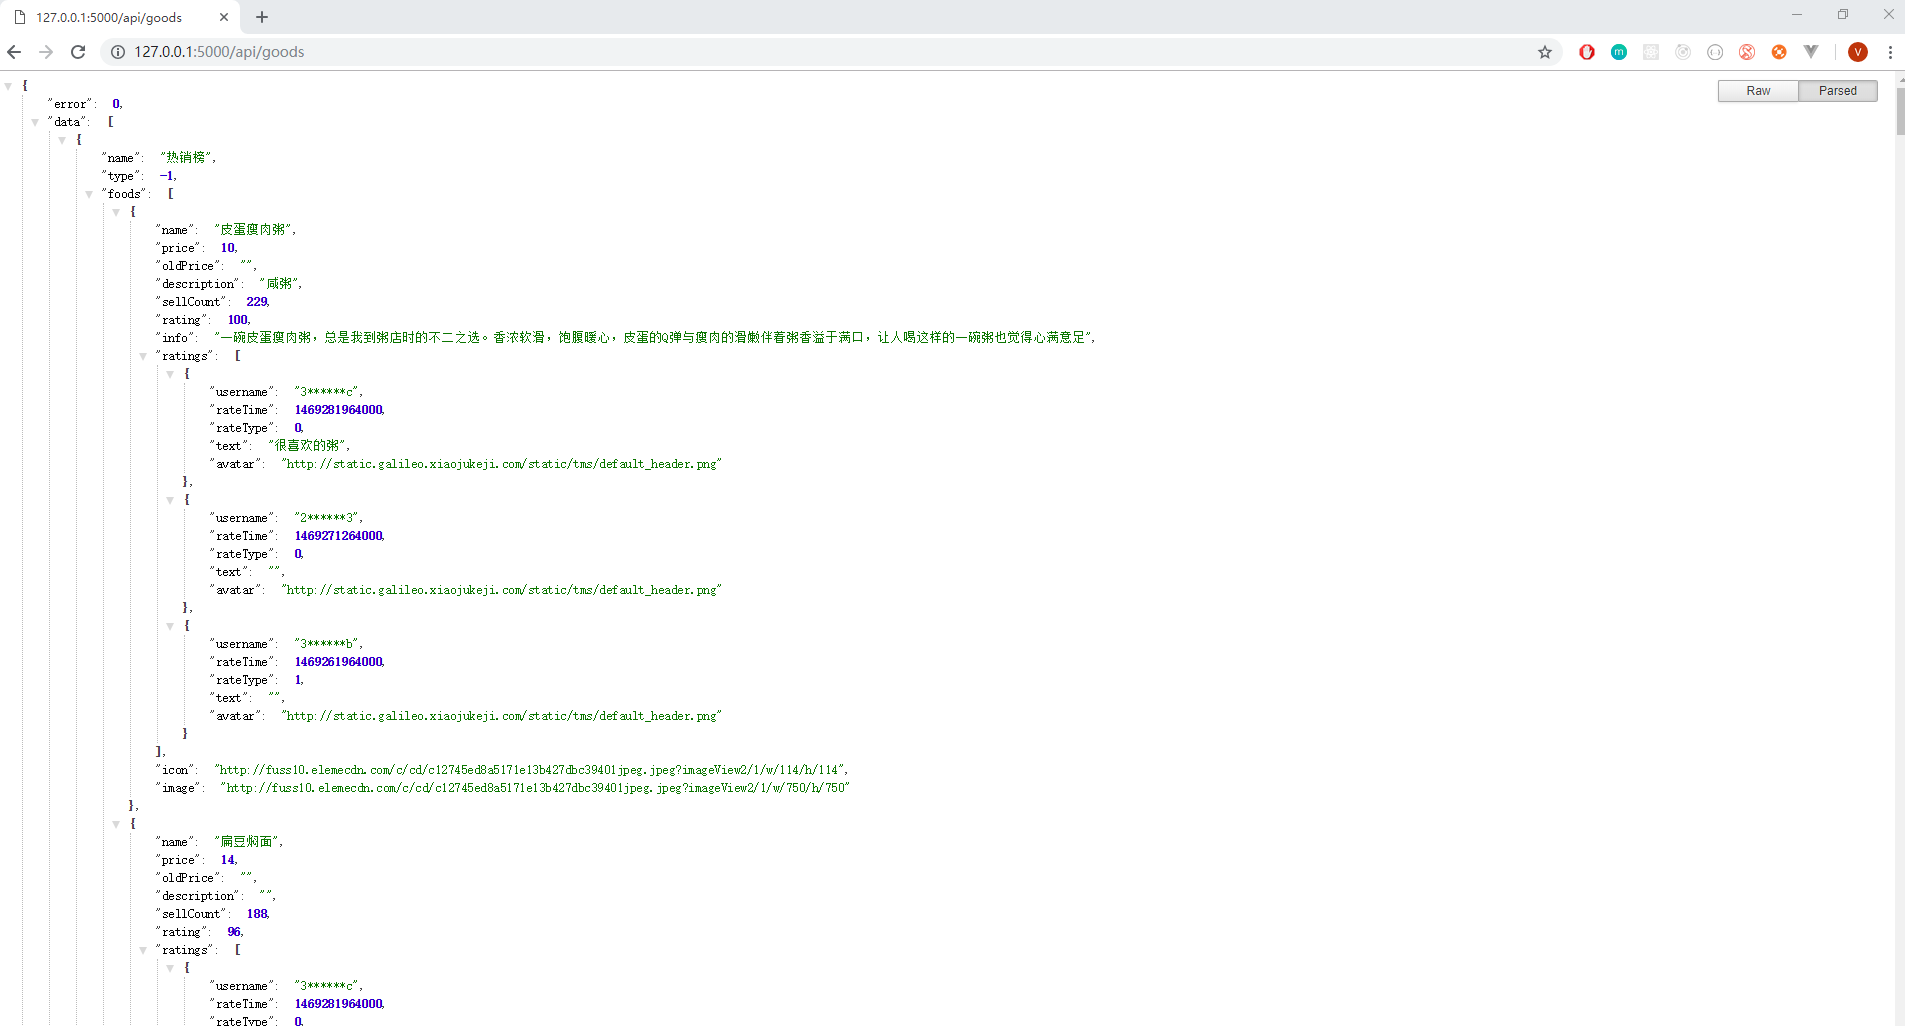 127.0.0.1:5000/api/goods
127.0.0.1:5000/api/goods
m
V
Raw Parsed
{
"error": 0,
"data": [
{
"name": "热销榜",
"type": -1,
"foods": [
{
"name": "皮蛋瘦肉粥",
"price": 10,
"oldPrice": "",
"description": "咸粥",
"sellCount": 229,
"rating": 100,
"info": "一碗皮蛋瘦肉粥，总是我到粥店时的不二之选。香浓软滑，饱腹暖心，皮蛋的Q弹与瘦肉的滑嫩伴着粥香溢于满口，让人喝这样的一碗粥也觉得心满意足",
"ratings": [
{
"username": "3******c",
"rateTime": 1469281964000,
"rateType": 0,
"text": "很喜欢的粥",
"avatar": "http://static.galileo.xiaojukeji.com/static/tms/default_header.png"
},
{
"username": "2******3",
"rateTime": 1469271264000,
"rateType": 0,
"text": "",
"avatar": "http://static.galileo.xiaojukeji.com/static/tms/default_header.png"
},
{
"username": "3******b",
"rateTime": 1469261964000,
"rateType": 1,
"text": "",
"avatar": "http://static.galileo.xiaojukeji.com/static/tms/default_header.png"
}
],
"icon": "http://fuss10.elemecdn.com/c/cd/c12745ed8a5171e13b427dbc39401jpeg.jpeg?imageView2/1/w/114/h/114",
"image": "http://fuss10.elemecdn.com/c/cd/c12745ed8a5171e13b427dbc39401jpeg.jpeg?imageView2/1/w/750/h/750"
},
{
"name": "扁豆焖面",
"price": 14,
"oldPrice": "",
"description": "",
"sellCount": 188,
"rating": 96,
"ratings": [
{
"username": "3******c",
"rateTime": 1469281964000,
"rateType": 0,